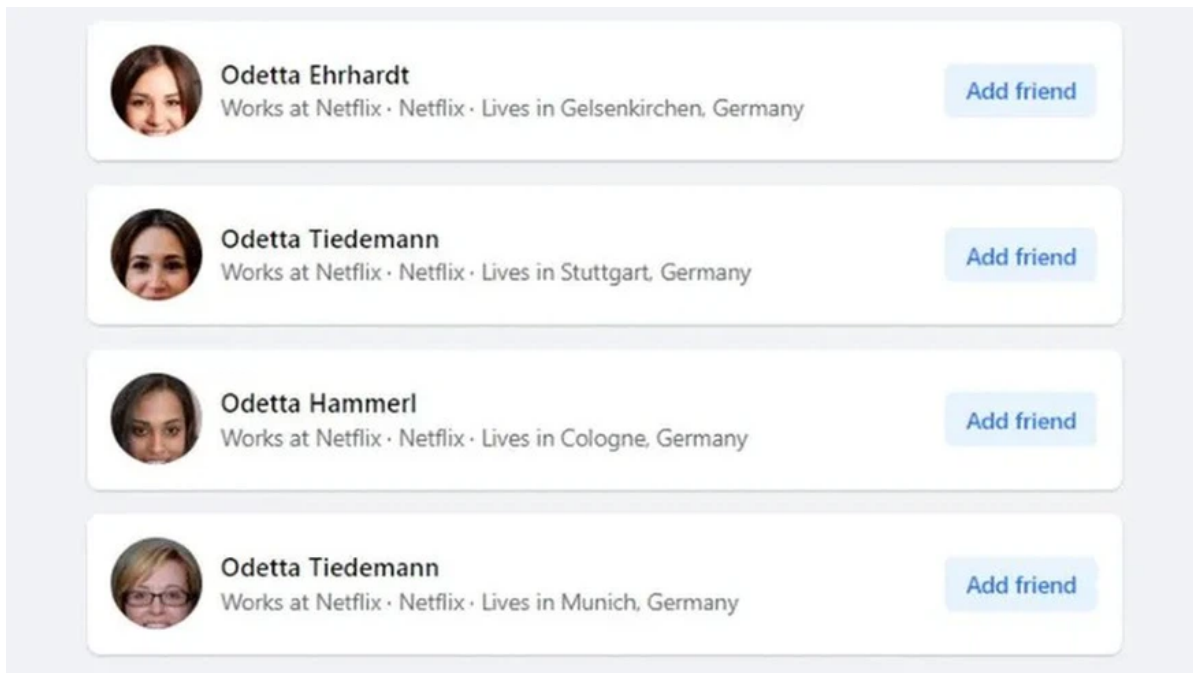 Odetta Ehrhardt
Works at Netflix · Netflix · Lives in Gelsenkirchen, Germany
Add friend
Odetta Tiedemann
Works at Netflix · Netflix · Lives in Stuttgart, Germany
Add friend
Odetta Hammerl
Works at Netflix · Netflix · Lives in Cologne, Germany
Add friend
Odetta Tiedemann
Works at Netflix · Netflix · Lives in Munich, Germany
Add friend